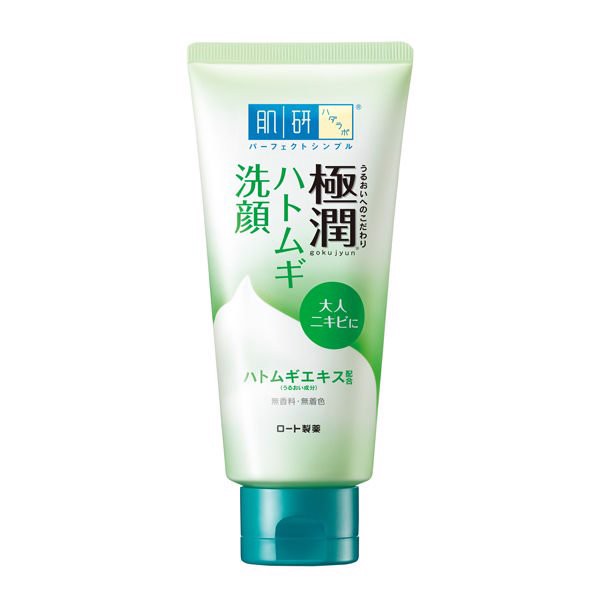 肌研
ハダラボ
®
パーフェクトシンプル
うるおいへのこだわり
極潤®
gokujyun
ハトムギ
洗顔
大人
ニキビに
ハトムギエキス配合
(うるおい成分)
無香料・無着色
ロート製薬